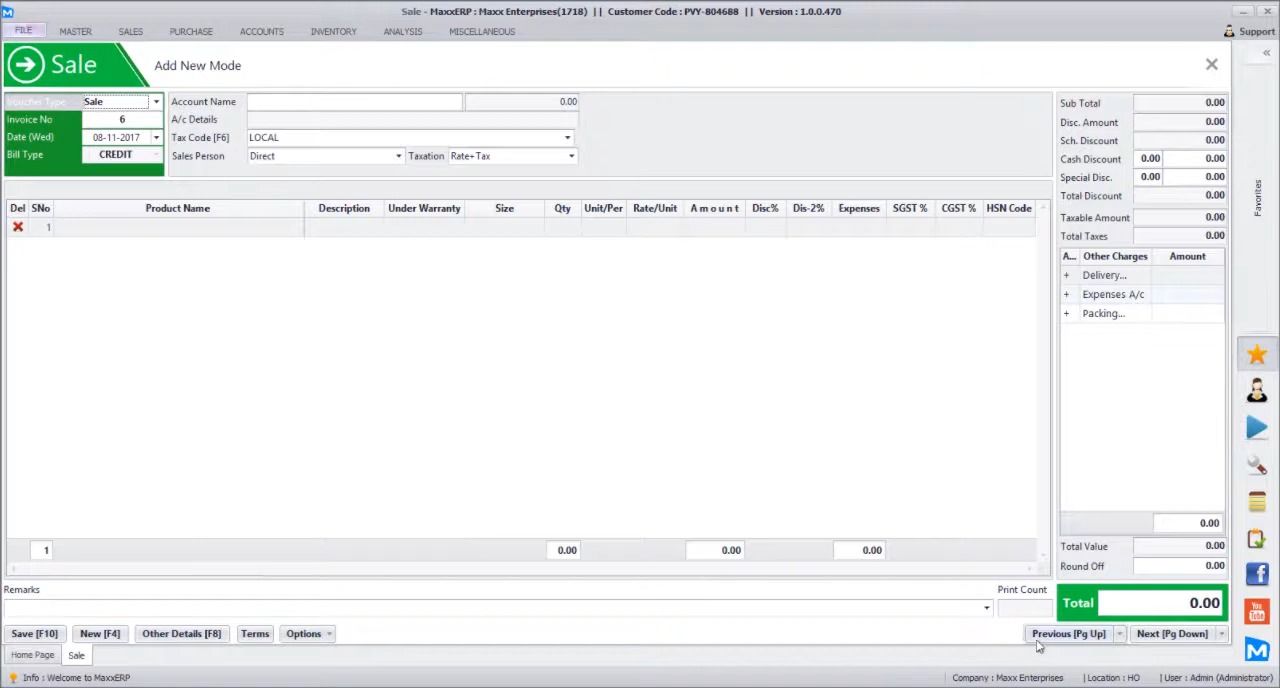 Sale - MaxxERP : Maxx Enterprises(1718) || Customer Code : PVY-804688 || Version : 1.0.0.470
FILE MASTER SALES PURCHASE ACCOUNTS INVENTORY ANALYSIS MISCELLANEOUS Support
Sale Add New Mode
Voucher Type Sale Account Name 0.00 Sub Total 0.00
Invoice No 6 A/c Details Disc. Amount 0.00
Date (Wed) 08-11-2017 Tax Code [F6] LOCAL Sch. Discount 0.00
Bill Type CREDIT Sales Person Direct Taxation Rate+Tax Cash Discount 0.00 0.00
Special Disc. 0.00 0.00
Total Discount 0.00
Favorites
Del SNo Product Name Description Under Warranty Size Qty Unit/Per Rate/Unit Amount Disc% Dis-2% Expenses SGST % CGST % HSN Code
Taxable Amount 0.00
1
Total Taxes 0.00
A... Other Charges Amount
+ Delivery...
+ Expenses A/c
+ Packing...
0.00
1 0.00 0.00 0.00
Total Value 0.00
Round Off 0.00
Remarks Print Count
Total 0.00
Save [F10] New [F4] Other Details [F8] Terms Options Previous [Pg Up] Next [Pg Down]
You Tube
Home Page Sale
Info : Welcome to MaxxERP Company : Maxx Enterprises | Location : HO | User : Admin (Administrator)